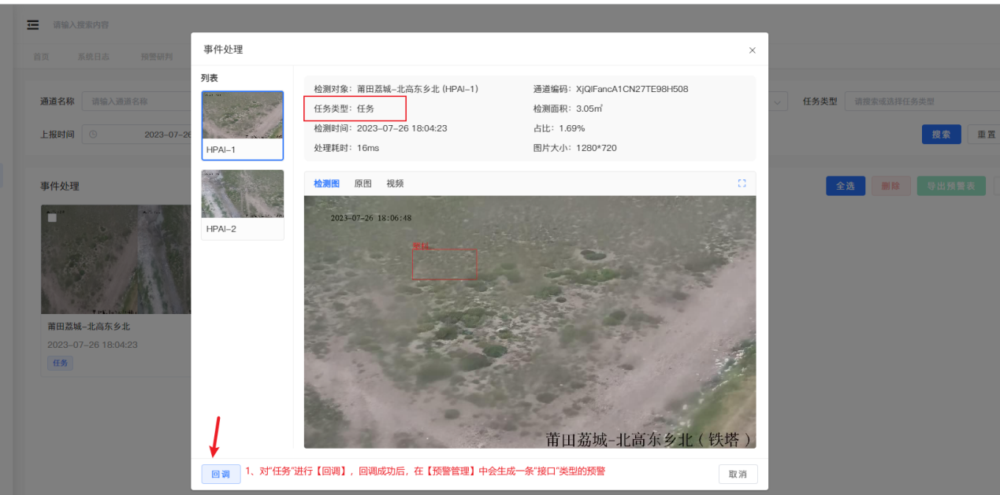 请输入搜索内容
首页 系统日志 预警研判
通道名称 请输入通道名称
任务类型 请搜索或选择任务类型
上报时间 2023-07-26
搜索 重置
事件处理
全选 删除 导出预警表
莆田荔城-北高东乡北
2023-07-26 18:04:23
任务
事件处理
列表
HPAI-1
HPAI-2
检测对象: 莆田荔城-北高东乡北 (HPAI-1) 通道编码: XjQIFancA1CN27TE98H508
任务类型: 任务 检测面积: 3.05㎡
检测时间: 2023-07-26 18:04:23 占比: 1.69%
处理耗时: 16ms 图片大小: 1280*720
检测图 原图 视频
2023-07-26 18:06:48
莆田荔城-北高东乡北（铁塔）
回调 1、对“任务”进行【回调】，回调成功后，在【预警管理】中会生成一条“接口”类型的预警
取消